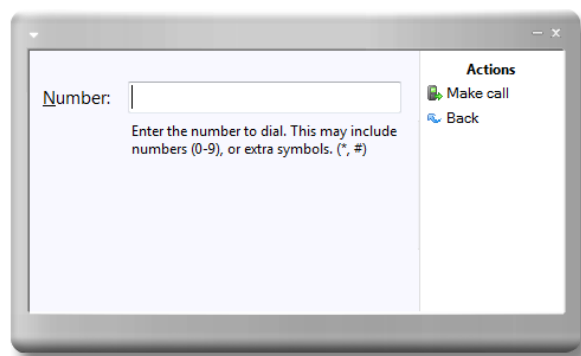 Number:
Enter the number to dial. This may include
numbers (0-9), or extra symbols. (*, #)
Actions
Make call
Back